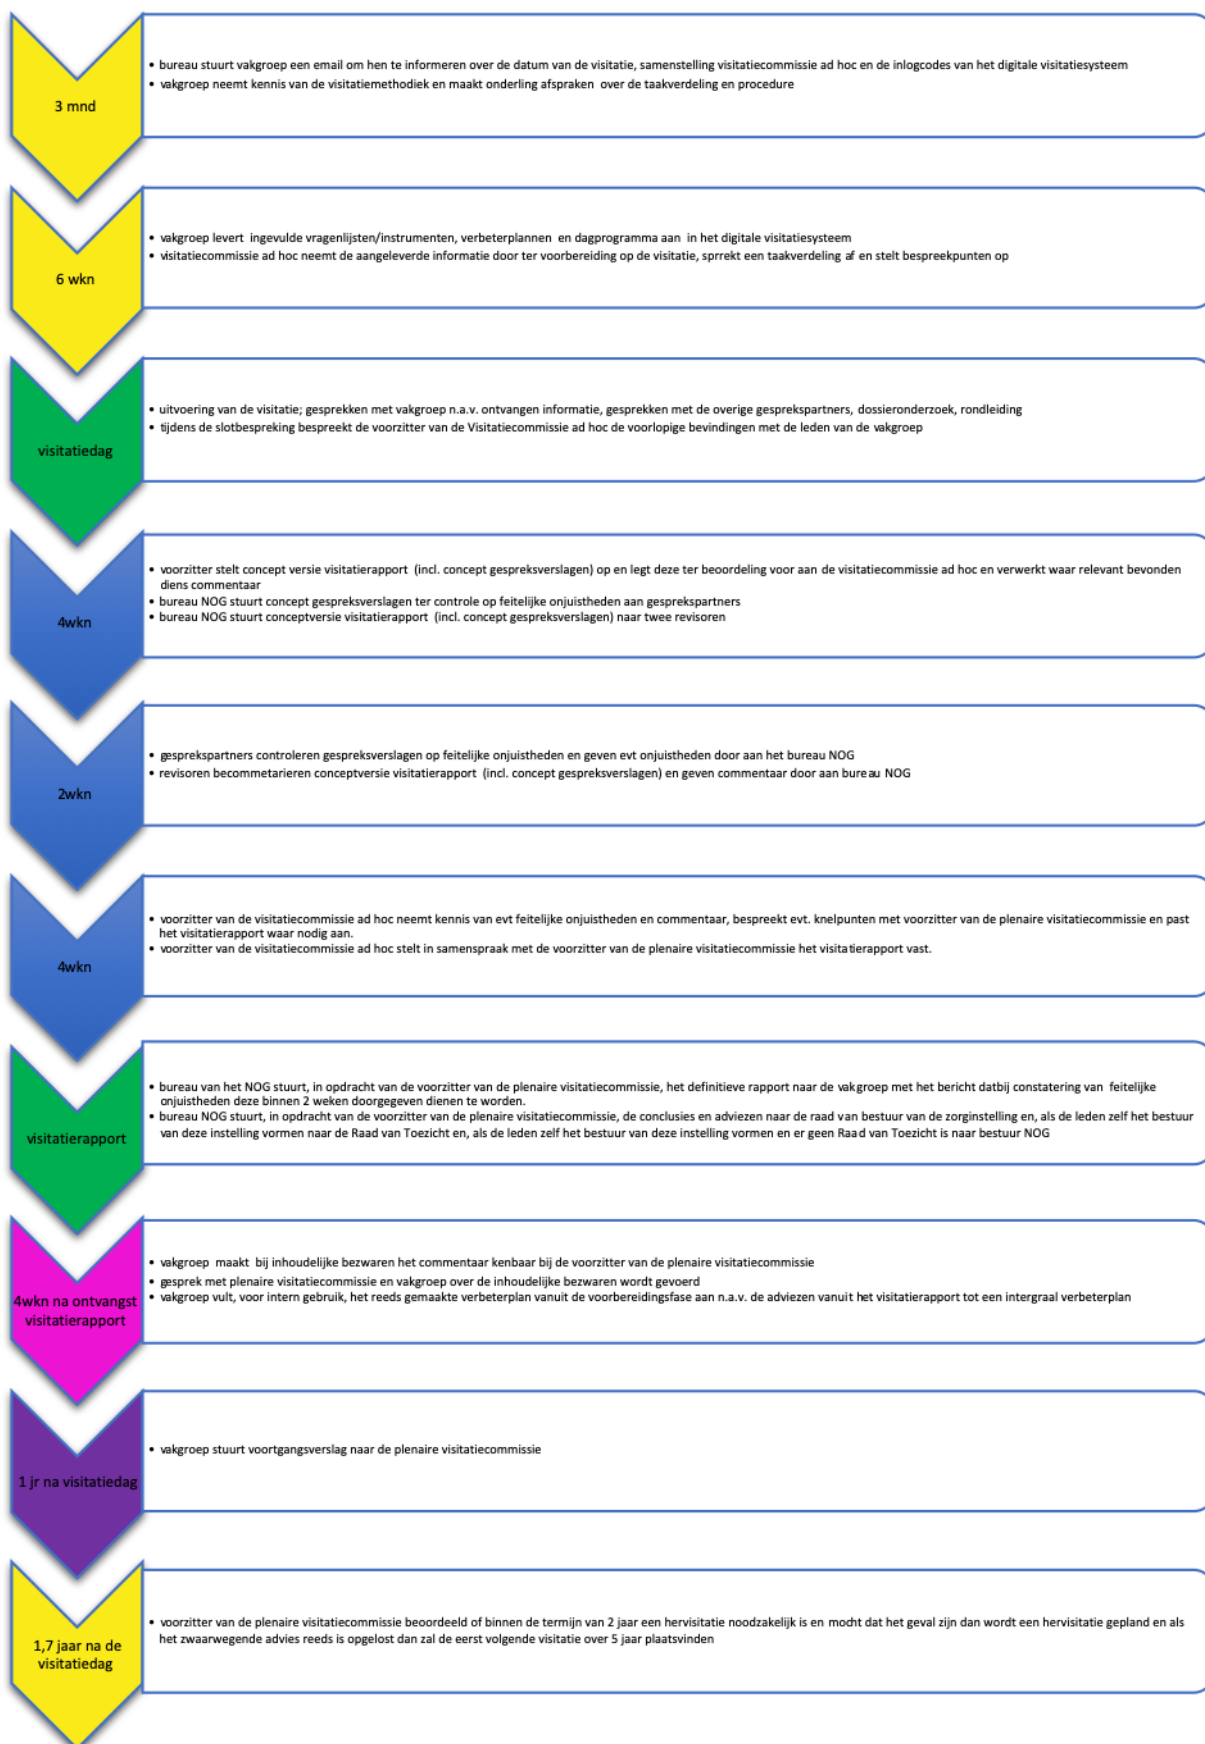 3 mnd
• bureau stuurt vakgroep een email om hen te informeren over de datum van de visitatie, samenstelling visitatiecommissie ad hoc en de inlogcodes van het digitale visitatiesysteem
• vakgroep neemt kennis van de visitatiemethodiek en maakt onderling afspraken over de taakverdeling en procedure
6 wkn
• vakgroep levert ingevulde vragenlijsten/instrumenten, verbeterplannen en dagprogramma aan in het digitale visitatiesysteem
• visitatiecommissie ad hoc neemt de aangeleverde informatie door ter voorbereiding op de visitatie, sprrekt een taakverdeling af en stelt bespreekpunten op
visitatiedag
• uitvoering van de visitatie; gesprekken met vakgroep n.a.v. ontvangen informatie, gesprekken met de overige gesprekspartners, dossieronderzoek, rondleiding
• tijdens de slotbespreking bespreekt de voorzitter van de Visitatiecommissie ad hoc de voorlopige bevindingen met de leden van de vakgroep
4wkn
• voorzitter stelt concept versie visitatierapport (incl. concept gespreksverslagen) op en legt deze ter beoordeling voor aan de visitatiecommissie ad hoc en verwerkt waar relevant bevonden
diens commentaar
• bureau NOG stuurt concept gespreksverslagen ter controle op feitelijke onjuistheden aan gesprekspartners
• bureau NOG stuurt conceptversie visitatierapport (incl. concept gespreksverslagen) naar twee revisoren
2wkn
• gesprekspartners controleren gespreksverslagen op feitelijke onjuistheden en geven evt onjuistheden door aan het bureau NOG
• revisoren becommetarieren conceptversie visitatierapport (incl. concept gespreksverslagen) en geven commentaar door aan bureau NOG
4wkn
• voorzitter van de visitatiecommissie ad hoc neemt kennis van evt feitelijke onjuistheden en commentaar, bespreekt evt. knelpunten met voorzitter van de plenaire visitatiecommissie en past
het visitatierapport waar nodig aan.
• voorzitter van de visitatiecommissie ad hoc stelt in samenspraak met de voorzitter van de plenaire visitatiecommissie het visitatierapport vast.
visitatierapport
• bureau van het NOG stuurt, in opdracht van de voorzitter van de plenaire visitatiecommissie, het definitieve rapport naar de vakgroep met het bericht datbij constatering van feitelijke
onjuistheden deze binnen 2 weken doorgegeven dienen te worden.
• bureau NOG stuurt, in opdracht van de voorzitter van de plenaire visitatiecommissie, de conclusies en adviezen naar de raad van bestuur van de zorginstelling en, als de leden zelf het bestuur
van deze instelling vormen naar de Raad van Toezicht en, als de leden zelf het bestuur van deze instelling vormen en er geen Raad van Toezicht is naar bestuur NOG
4wkn na ontvangst
visitatierapport
• vakgroep maakt bij inhoudelijke bezwaren het commentaar kenbaar bij de voorzitter van de plenaire visitatiecommissie
• gesprek met plenaire visitatiecommissie en vakgroep over de inhoudelijke bezwaren wordt gevoerd
• vakgroep vult, voor intern gebruik, het reeds gemaakte verbeterplan vanuit de voorbereidingsfase aan n.a.v. de adviezen vanuit het visitatierapport tot een intergraal verbeterplan
1 jr na visitatiedag
• vakgroep stuurt voortgangsverslag naar de plenaire visitatiecommissie
1,7 jaar na de
visitatiedag
• voorzitter van de plenaire visitatiecommissie beoordeeld of binnen de termijn van 2 jaar een hervisitatie noodzakelijk is en mocht dat het geval zijn dan wordt een hervisitatie gepland en als
het zwaarwegende advies reeds is opgelost dan zal de eerst volgende visitatie over 5 jaar plaatsvinden